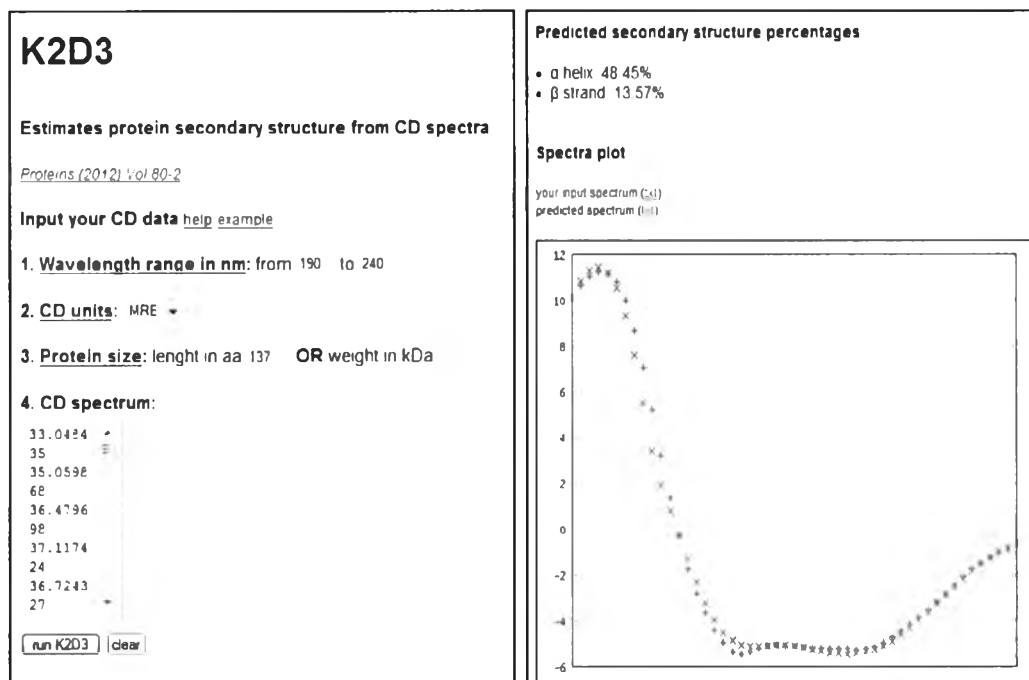 K2D3
Estimates protein secondary structure from CD spectra
Proteins (2012) Vol 80-2
Input your CD data help example
1. Wavelength range in nm: from 190 to 240
2. CD units: MRE
3. Protein size: lenght in aa 137 OR weight in kDa
4. CD spectrum:
33.0484
35
35.0598
68
36.4796
98
37.1174
24
36.7243
27
run K2D3 clear
Predicted secondary structure percentages
• α helix 48 45%
• β strand 13 57%
Spectra plot
your input spectrum
predicted spectrum
12
10
8
6
4
2
0
-2
-4
-6